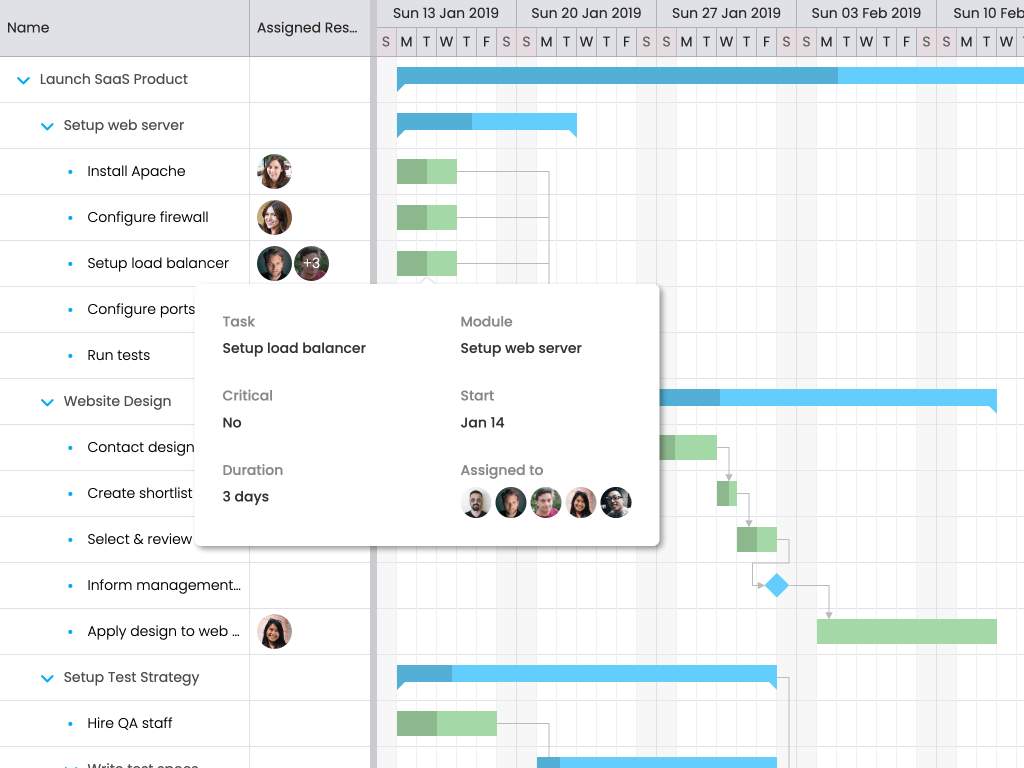 Name
Assigned Res...
Sun 13 Jan 2019
Sun 20 Jan 2019
Sun 27 Jan 2019
Sun 03 Feb 2019
Sun 10 Feb
S M T W T F S S M T W T F S S M T W T F S S M T W T F S S M T W
Launch SaaS Product
Setup web server
Install Apache
Configure firewall
Setup load balancer
+3
Configure ports
Run tests
Website Design
Contact design
Create shortlist
Select & review
Inform management...
Apply design to web ...
Setup Test Strategy
Hire QA staff
Write test specs
Task
Setup load balancer
Module
Setup web server
Critical
No
Start
Jan 14
Duration
3 days
Assigned to